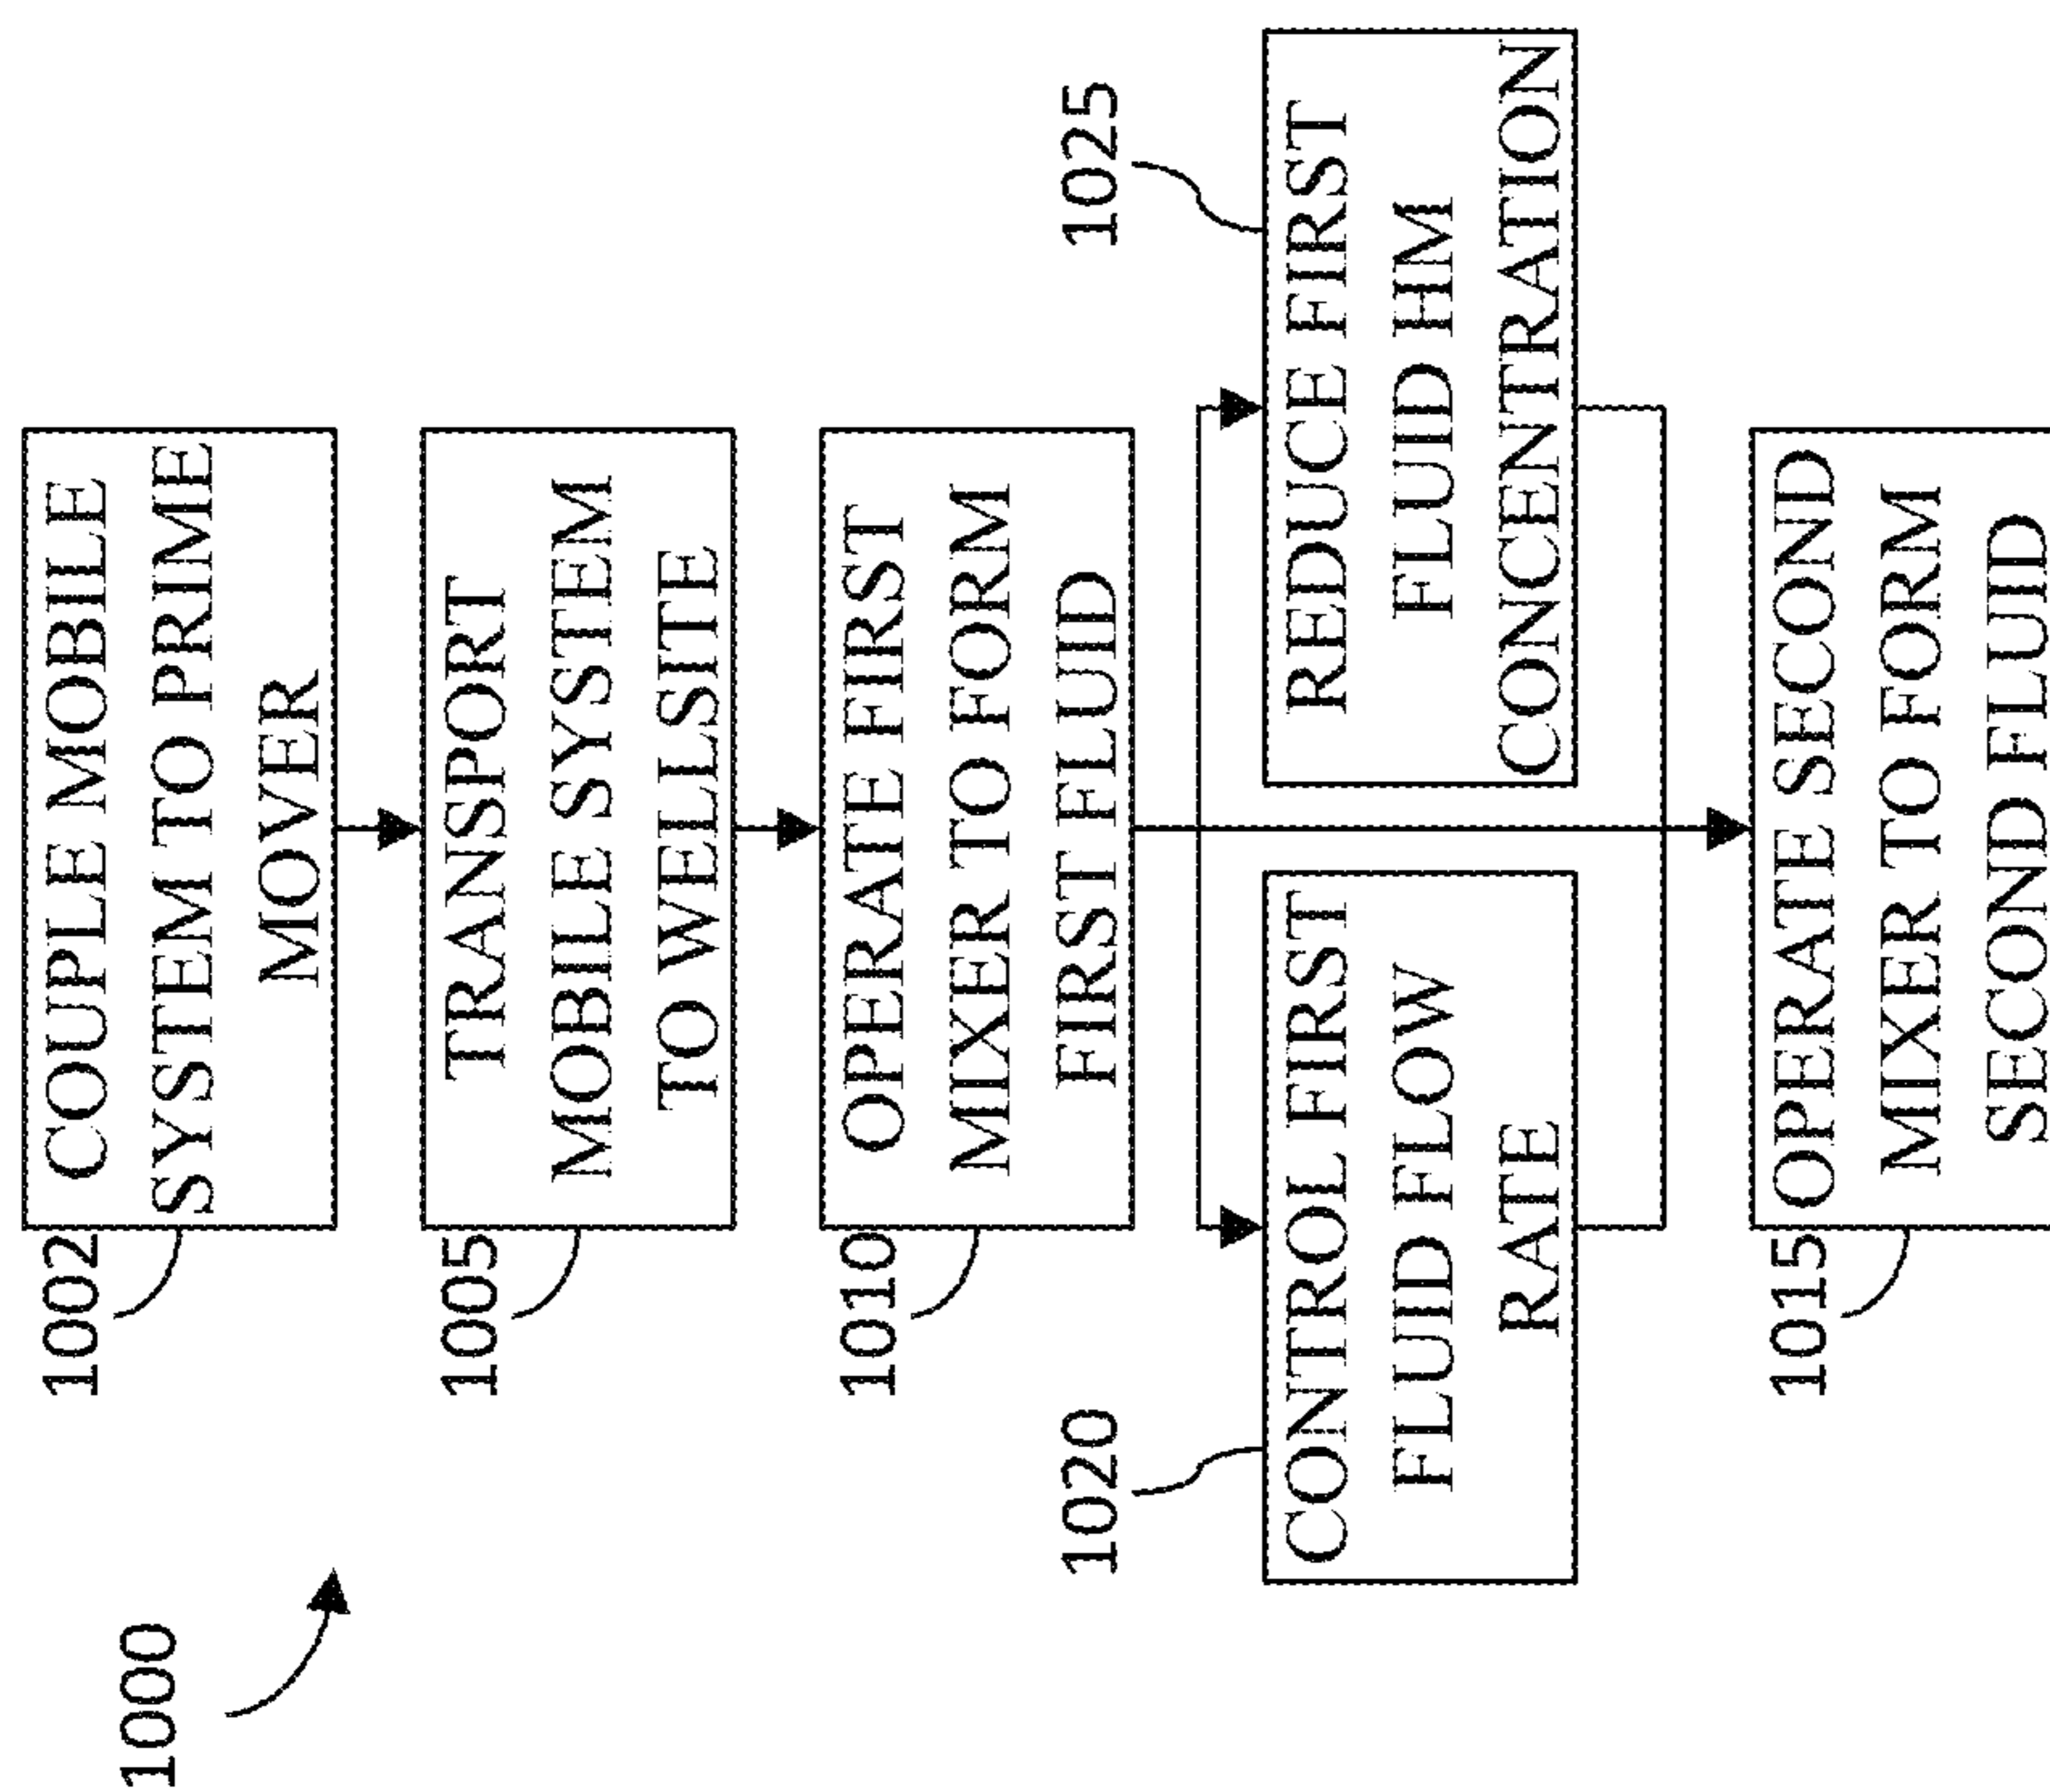 1000
1002
COUPLE MOBILE
SYSTEM TO PRIME
MOVER
1005
TRANSPORT
MOBILE SYSTEM
TO WELLSITE
1010
OPERATE FIRST
MIXER TO FORM
FIRST FLUID
1020
CONTROL FIRST
FLUID FLOW
RATE
1025
REDUCE FIRST
FLUID HM
CONCENTRATION
1015
OPERATE SECOND
MIXER TO FORM
SECOND FLUID